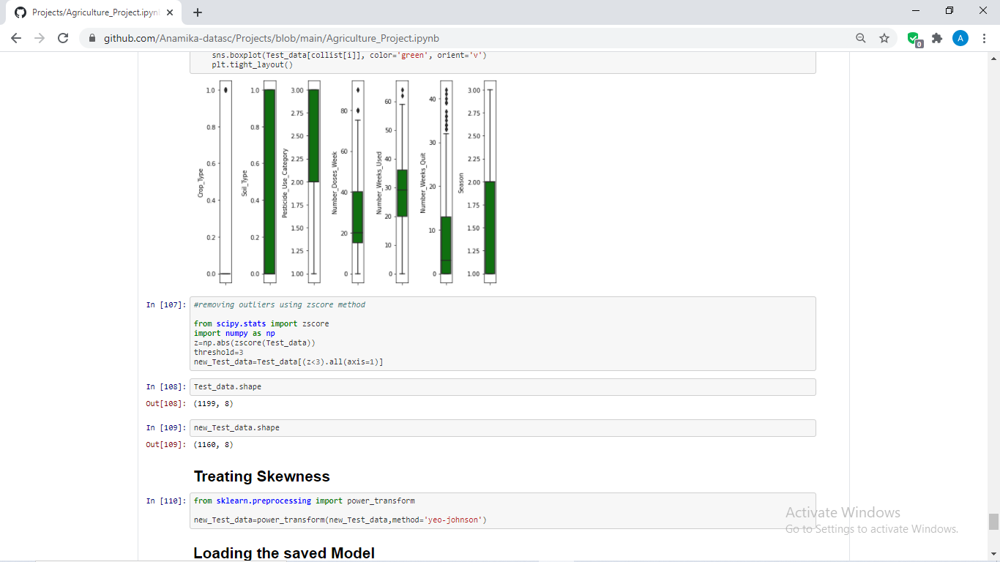 Projects/Agriculture_Project.ipyn
github.com/Anamika-datasc/Projects/blob/main/Agriculture_Project.ipynb
0
A
sns.boxplot(Test_data[collist[i]], color='green', orient='v')
plt.tight_layout()
1.0
0.8
0.6
0.4
0.2
0.0
Crop_Type
1.0
0.8
0.6
0.4
0.2
0.0
Soil_Type
3.00
2.75
2.50
2.25
2.00
1.75
1.50
1.25
1.00
Pesticide_Use_Category
80
60
40
20
0
Number_Doses_Week
60
50
40
30
20
10
0
Number_Weeks_Used
40
30
20
10
0
Number_Weeks_Quit
3.00
2.75
2.50
2.25
2.00
1.75
1.50
1.25
1.00
Season
In [107]: #removing outliers using zscore method
from scipy.stats import zscore
import numpy as np
z=np.abs(zscore(Test_data))
threshold=3
new_Test_data=Test_data[(z<3).all(axis=1)]
In [108]: Test_data.shape
Out[108]: (1199, 8)
In [109]: new_Test_data.shape
Out[109]: (1160, 8)
Treating Skewness
In [110]: from sklearn.preprocessing import power_transform
new_Test_data=power_transform(new_Test_data,method='yeo-johnson')
Loading the saved Model
Activate Windows
Go to Settings to activate Windows.